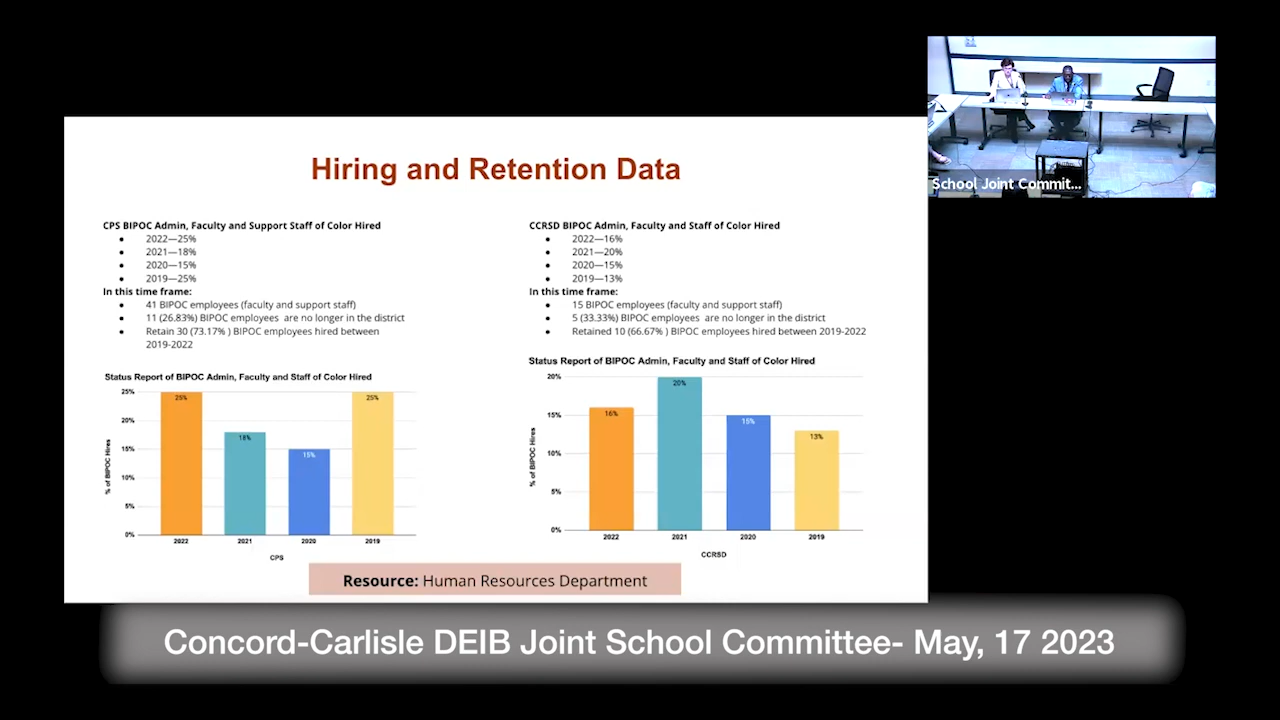 School Joint Commit...
Hiring and Retention Data
CPS BIPOC Admin, Faculty and Support Staff of Color Hired
● 2022—25%
● 2021—18%
● 2020—15%
● 2019—25%
In this time frame:
● 41 BIPOC employees (faculty and support staff)
● 11 (26.83%) BIPOC employees are no longer in the district
● Retain 30 (73.17% ) BIPOC employees hired between
2019-2022
Status Report of BIPOC Admin, Faculty and Staff of Color Hired
25%
20%
15%
10%
5%
0%
% of BIPOC Hires
25%
18%
15%
25%
2022 2021 2020 2019
CPS
CCRSD BIPOC Admin, Faculty and Staff of Color Hired
● 2022—16%
● 2021—20%
● 2020—15%
● 2019—13%
In this time frame:
● 15 BIPOC employees (faculty and support staff)
● 5 (33.33%) BIPOC employees are no longer in the district
● Retained 10 (66.67% ) BIPOC employees hired between 2019-2022
Status Report of BIPOC Admin, Faculty and Staff of Color Hired
20%
15%
10%
5%
0%
% of BIPOC Hires
16%
20%
15%
13%
2022 2021 2020 2019
CCRSD
Resource: Human Resources Department
Concord-Carlisle DEIB Joint School Committee- May, 17 2023